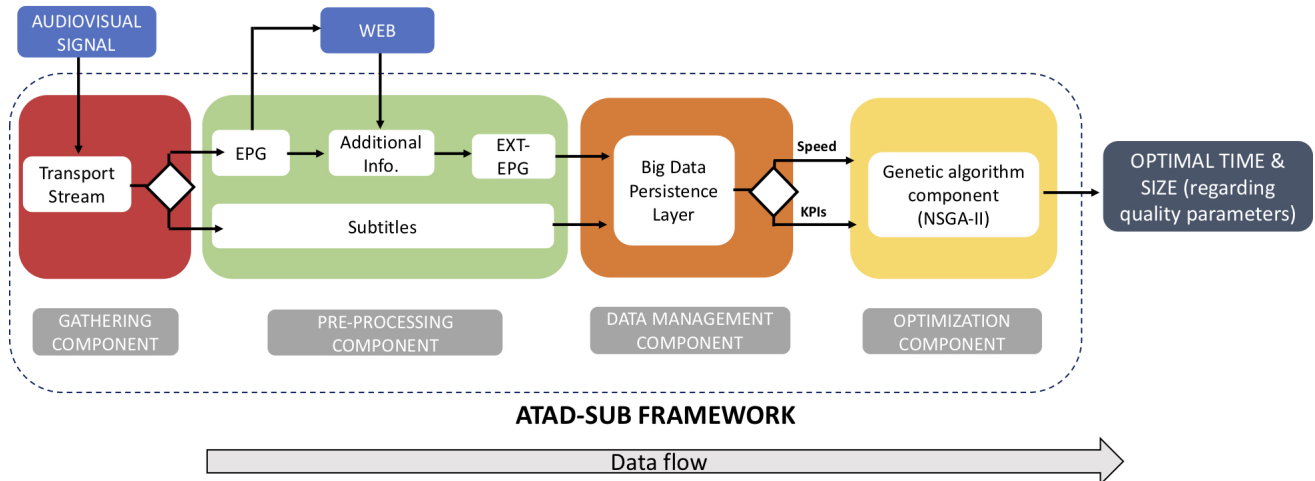 AUDIOVISUAL
SIGNAL
WEB
Transport
Stream
EPG
Additional
Info.
EXT-
EPG
Subtitles
Big Data
Persistence
Layer
Speed
KPIs
Genetic algorithm
component
(NSGA-II)
OPTIMAL TIME &
SIZE (regarding
quality parameters)
GATHERING
COMPONENT
PRE-PROCESSING
COMPONENT
DATA MANAGEMENT
COMPONENT
OPTIMIZATION
COMPONENT
ATAD-SUB FRAMEWORK
Data flow